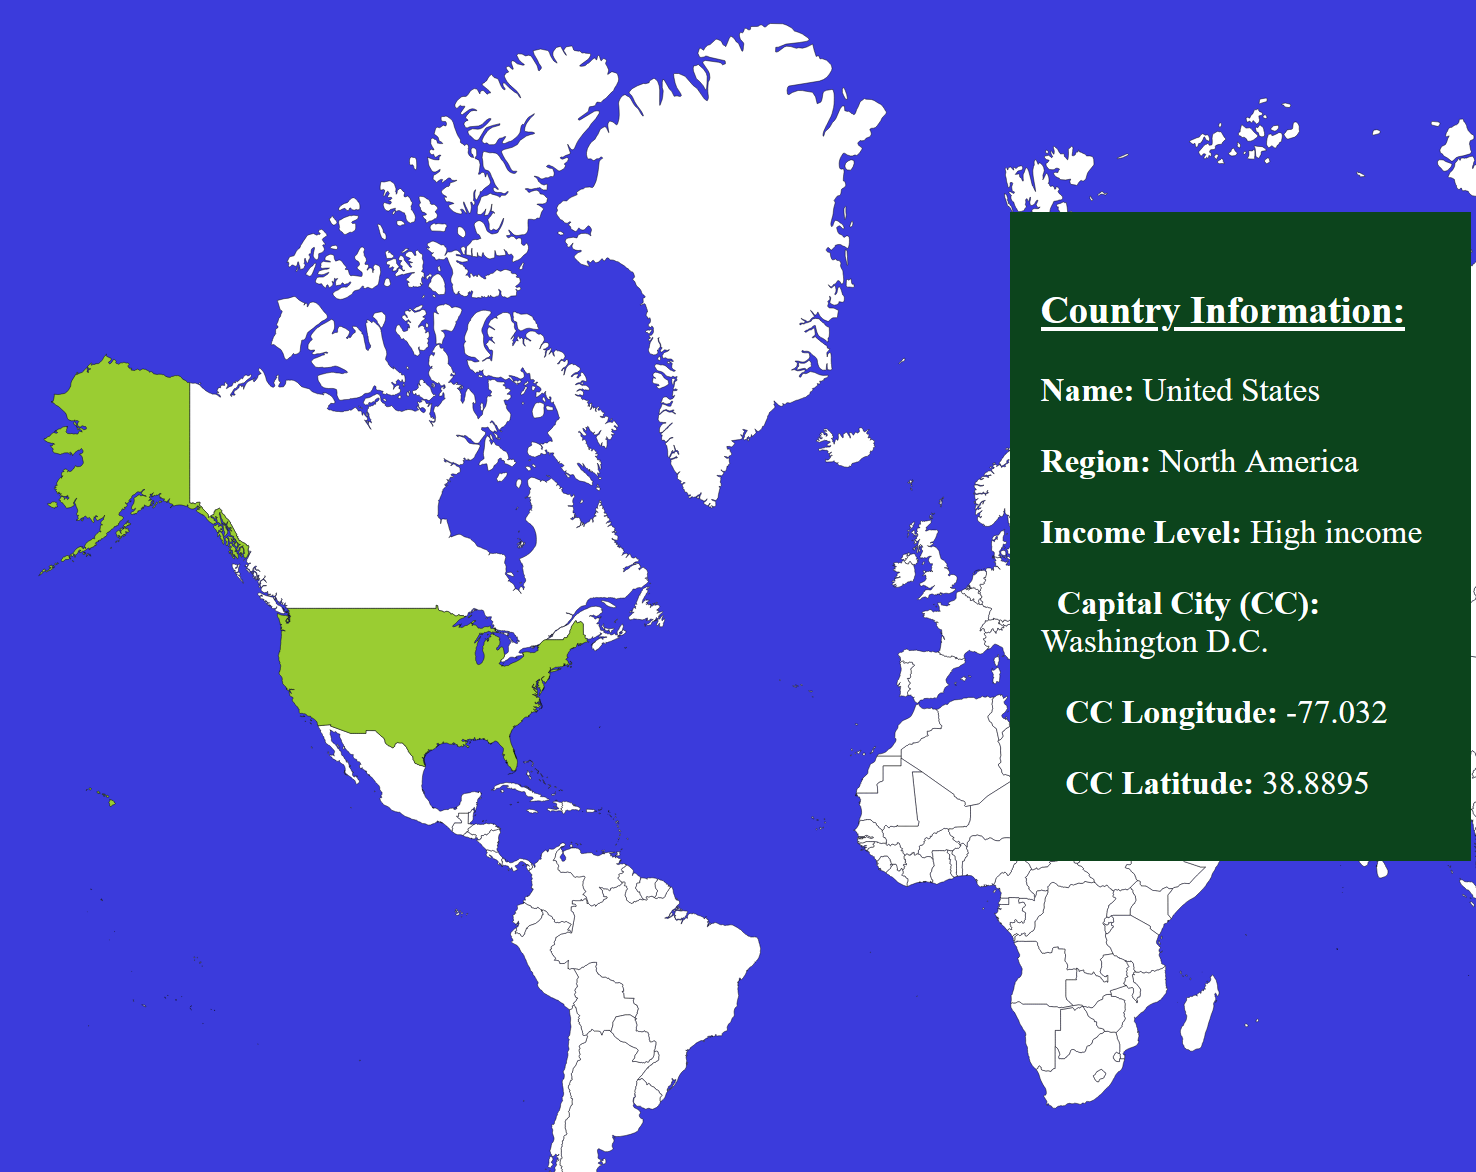 Country Information:
Name: United States
Region: North America
Income Level: High income
Capital City (CC):
Washington D.C.
CC Longitude: -77.032
CC Latitude: 38.8895